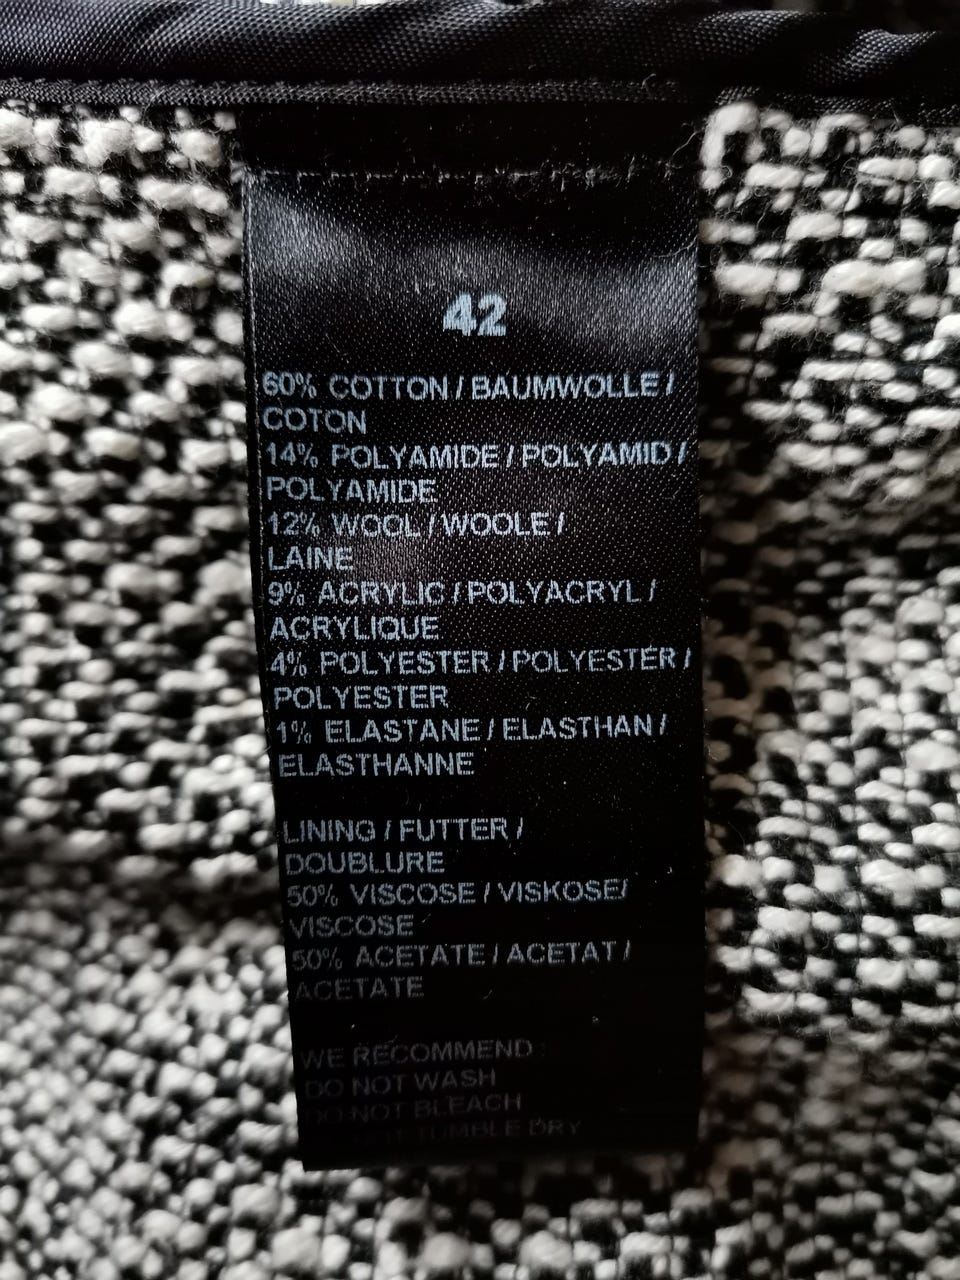 42
60% COTTON / BAUMWOLLE /
COTON
14% POLYAMIDE / POLYAMID /
POLYAMIDE
12% WOOL / WOOLE /
LAINE
9% ACRYLIC / POLYACRYL /
ACRYLIQUE
4% POLYESTER / POLYESTER /
POLYESTER
1% ELASTANE / ELASTHAN /
ELASTHANNE
LINING / FUTTER /
DOUBLURE
50% VISCOSE / VISKOSE/
VISCOSE
50% ACETATE / ACETAT /
ACETATE
WE RECOMMEND :
DO NOT WASH
DO NOT BLEACH
NOT TUMBLE DRY